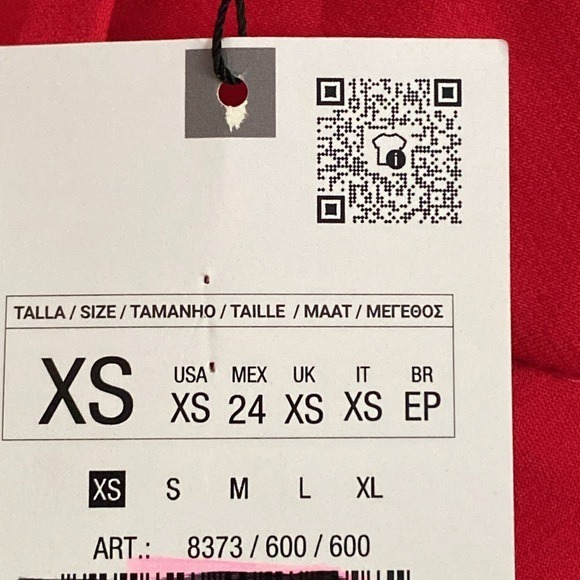 TALLA / SIZE / TAMANHO / TAILLE / MAAT / ΜΕΓΕΘΟΣ
XS
USA MEX UK IT BR
XS 24 XS XS EP
XS S M L XL
ART.: 8373 / 600 / 600